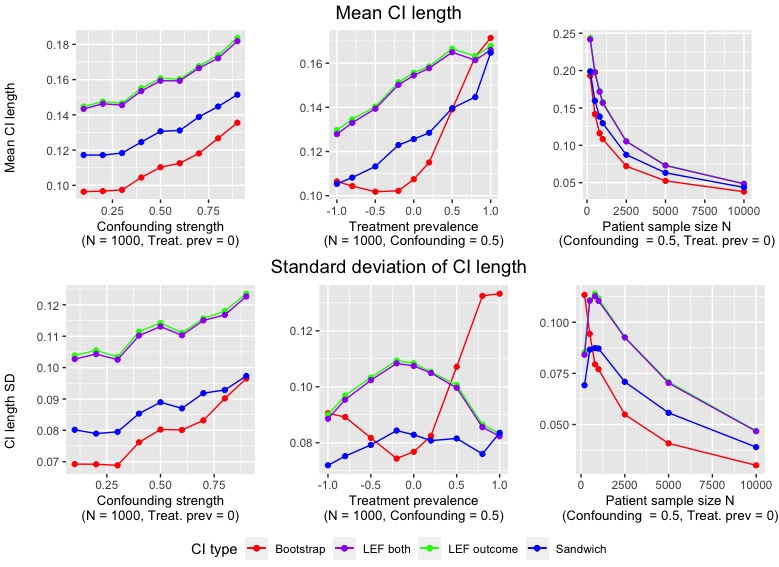 Mean CI length
Mean CI length
0.18
0.16
0.14
0.12
0.10
0.25 0.50 0.75
Confounding strength
(N = 1000, Treat. prev = 0)
0.16
0.14
0.12
0.10
-1.0 -0.5 0.0 0.5 1.0
Treatment prevalence
(N = 1000, Confounding = 0.5)
0.25
0.20
0.15
0.10
0.05
0 2500 5000 7500 10000
Patient sample size N
(Confounding = 0.5, Treat. prev = 0)
Standard deviation of CI length
CI length SD
0.12
0.11
0.10
0.09
0.08
0.07
0.25 0.50 0.75
Confounding strength
(N = 1000, Treat. prev = 0)
0.12
0.10
0.08
-1.0 -0.5 0.0 0.5 1.0
Treatment prevalence
(N = 1000, Confounding = 0.5)
0.100
0.075
0.050
0 2500 5000 7500 10000
Patient sample size N
(Confounding = 0.5, Treat. prev = 0)
CI type Bootstrap LEF both LEF outcome Sandwich